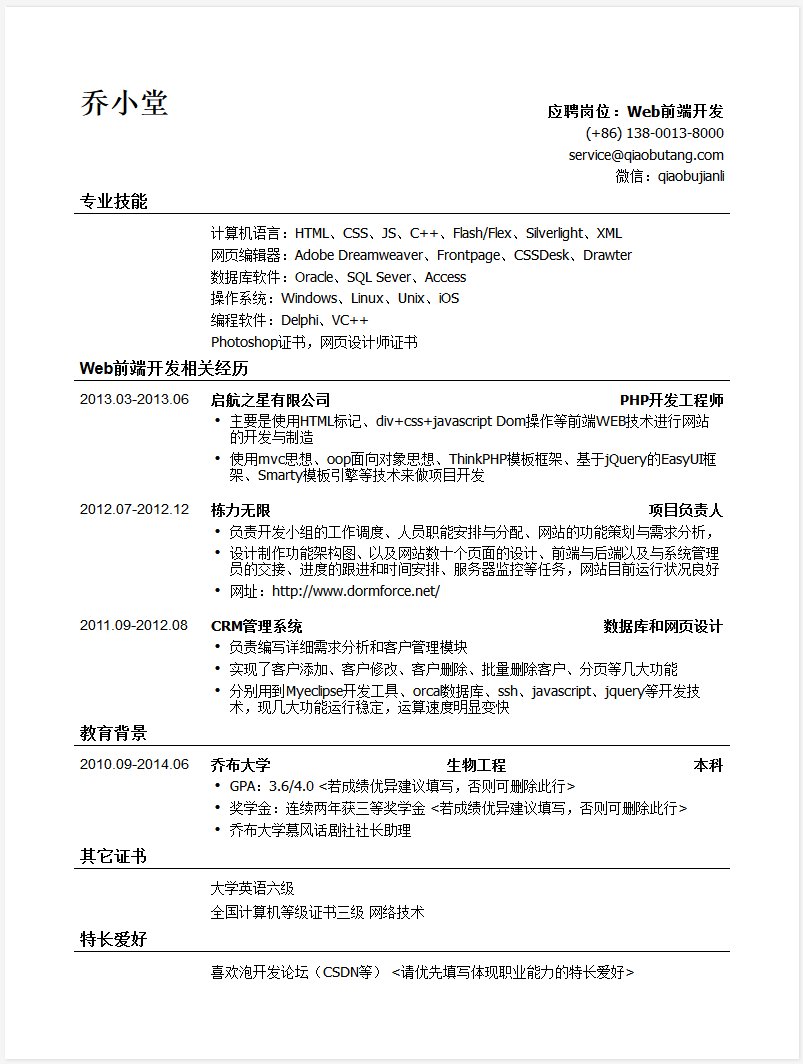 乔小堂
应聘岗位：Web前端开发
(+86) 138-0013-8000
service@qiaobutang.com
微信：qiaobujianli
专业技能
计算机语言：HTML、CSS、JS、C++、Flash/Flex、Silverlight、XML
网页编辑器：Adobe Dreamweaver、Frontpage、CSSDesk、Drawter
数据库软件：Oracle、SQL Sever、Access
操作系统：Windows、Linux、Unix、iOS
编程软件：Delphi、VC++
Photoshop证书，网页设计师证书
Web前端开发相关经历
2013.03-2013.06 启航之星有限公司 PHP开发工程师
• 主要是使用HTML标记、div+css+javascript Dom操作等前端WEB技术进行网站
的开发与制造
• 使用mvc思想、oop面向对象思想、ThinkPHP模板框架、基于jQuery的EasyUI框
架、Smarty模板引擎等技术来做项目开发
2012.07-2012.12 栋力无限 项目负责人
• 负责开发小组的工作调度、人员职能安排与分配、网站的功能策划与需求分析，
• 设计制作功能架构图、以及网站数十个页面的设计、前端与后端以及与系统管理
员的交接、进度的跟进和时间安排、服务器监控等任务，网站目前运行状况良好
• 网址：http://www.dormforce.net/
2011.09-2012.08 CRM管理系统 数据库和网页设计
• 负责编写详细需求分析和客户管理模块
• 实现了客户添加、客户修改、客户删除、批量删除客户、分页等几大功能
• 分别用到Myeclipse开发工具、orcal数据库、ssh、javascript、jquery等开发技
术，现几大功能运行稳定，运算速度明显变快
教育背景
2010.09-2014.06 乔布大学 生物工程 本科
• GPA：3.6/4.0 <若成绩优异建议填写，否则可删除此行>
• 奖学金：连续两年获三等奖学金 <若成绩优异建议填写，否则可删除此行>
• 乔布大学慕风话剧社社长助理
其它证书
大学英语六级
全国计算机等级证书三级 网络技术
特长爱好
喜欢泡开发论坛（CSDN等） <请优先填写体现职业能力的特长爱好>